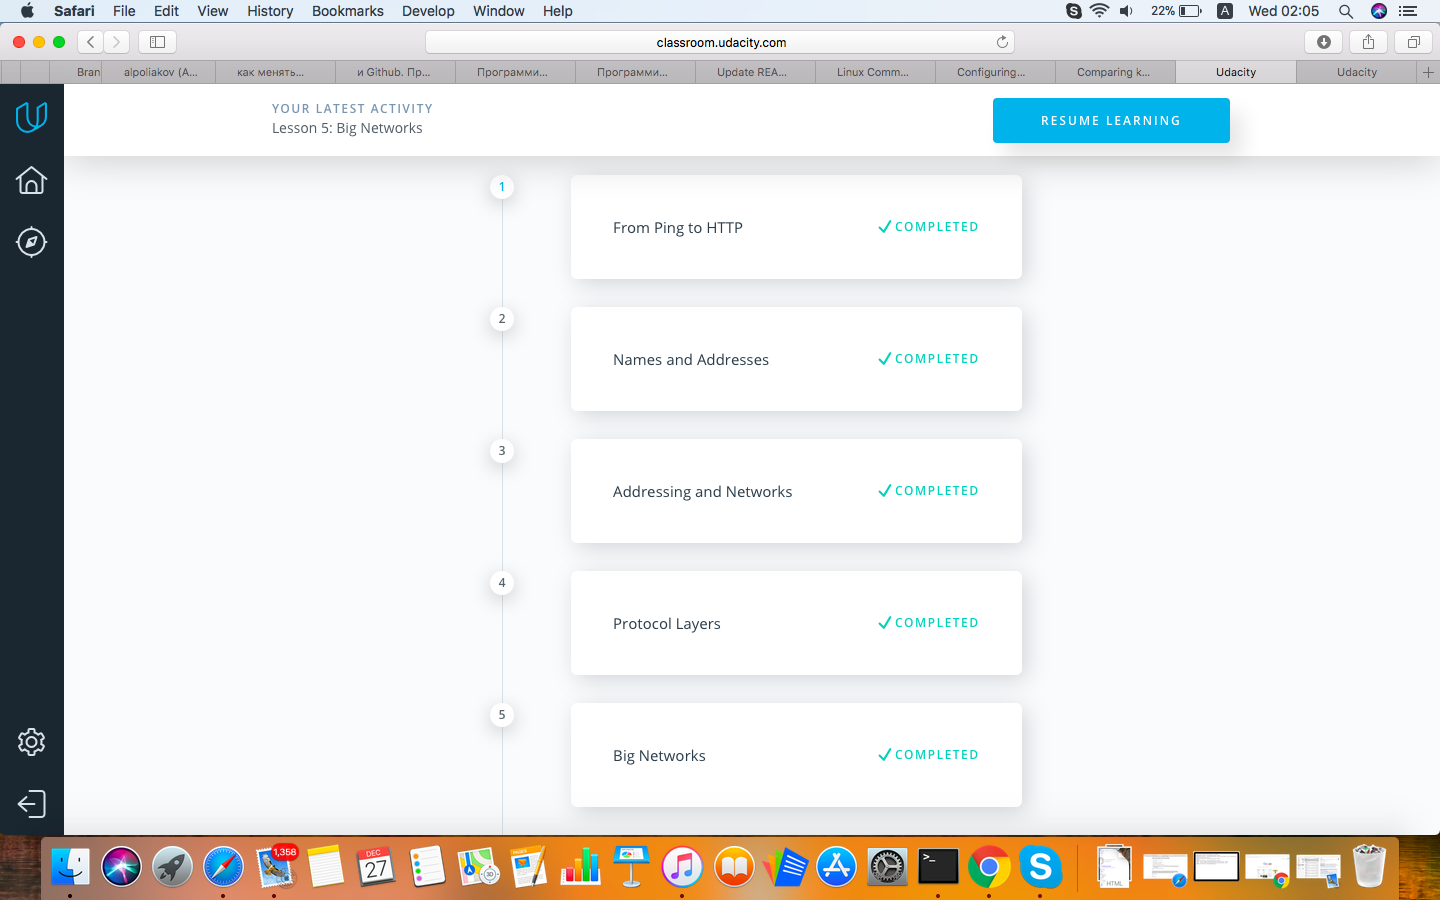 Safari File Edit View History Bookmarks Develop Window Help 22% A Wed 02:05
classroom.udacity.com
Bran alpoliakov (A... как менять... и Github. Пр... Программи... Программи... Update REA... Linux Comm... Configuring... Comparing k... Udacity Udacity
YOUR LATEST ACTIVITY
Lesson 5: Big Networks
RESUME LEARNING
1
From Ping to HTTP COMPLETED
2
Names and Addresses COMPLETED
3
Addressing and Networks COMPLETED
4
Protocol Layers COMPLETED
5
Big Networks COMPLETED
1,358
DEC
27
PAGES
30
>_
HTML